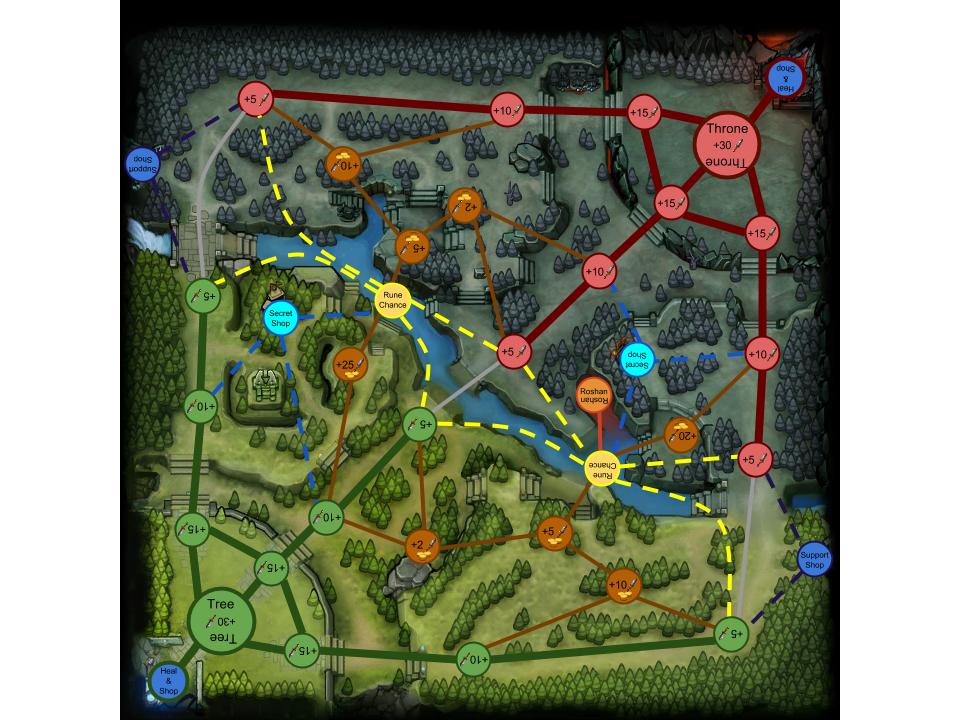 Shop
&
Heal
+5
+10
+15
Throne
+30
Throne
Support
Shop
+10
+2
+15
+15
+5
+10
+5
Rune
Chance
Secret
Shop
+5
+10
Secret
Shop
+25
Roshan
Roshan
+10
+5
+20
+5
Rune
Chance
+10
+15
+2
+5
Support
Shop
+15
+10
Tree
+30
Tree
+5
+15
+10
Heal
&
Shop